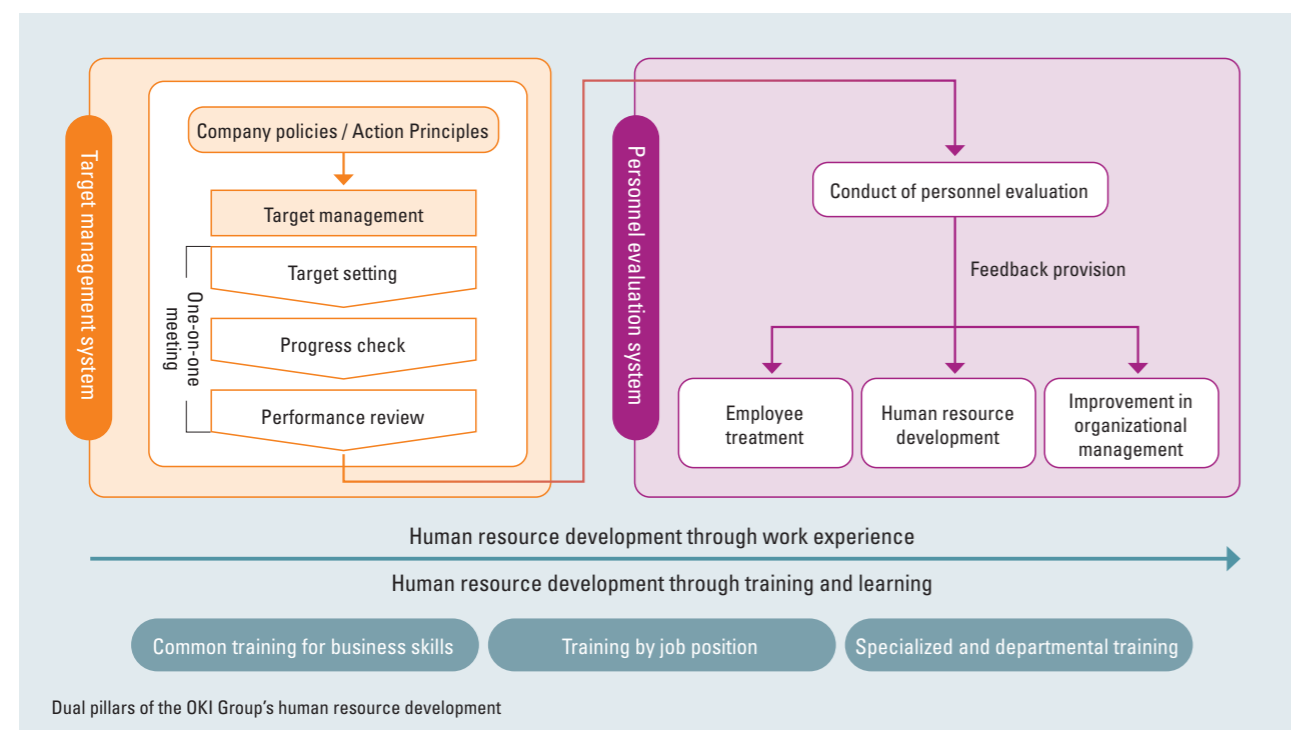 Target management system
Company policies / Action Principles
Target management
Target setting
One-on-one
meeting
Progress check
Performance review
Personnel evaluation system
Conduct of personnel evaluation
Feedback provision
Employee
treatment
Human resource
development
Improvement in
organizational
management
Human resource development through work experience
Human resource development through training and learning
Common training for business skills
Training by job position
Specialized and departmental training
Dual pillars of the OKI Group's human resource development